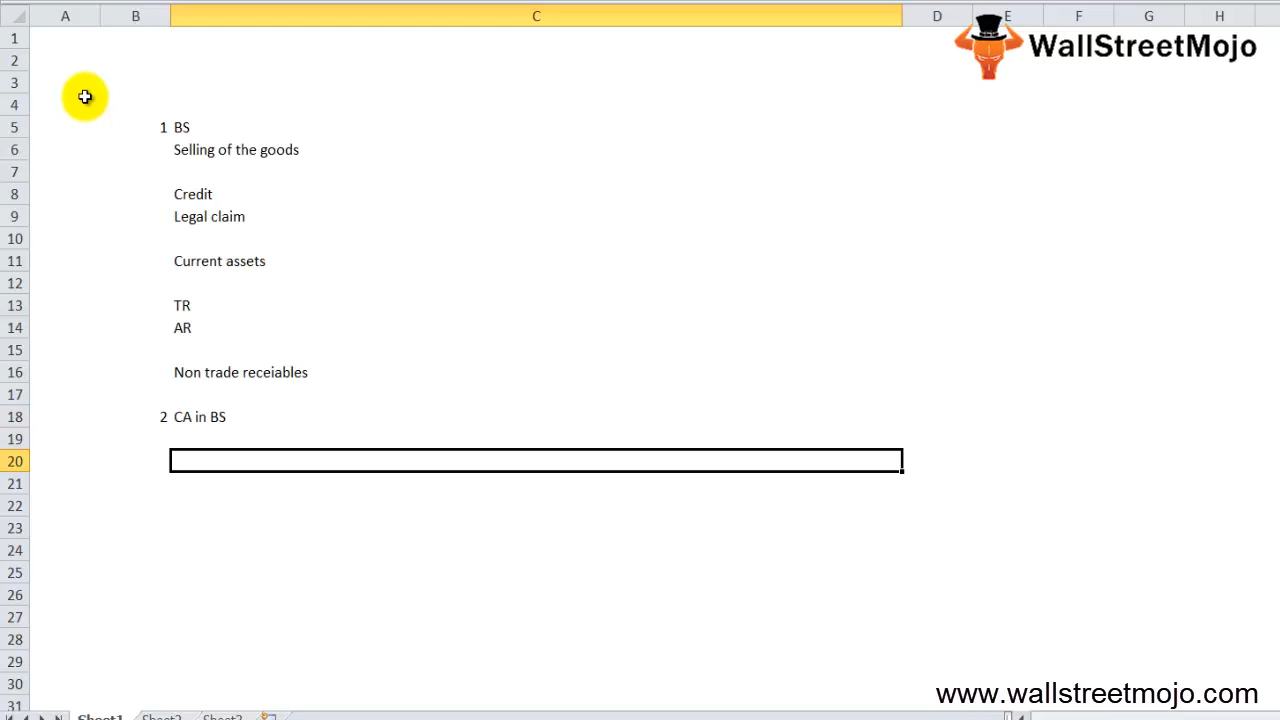 A B C D E F G H
WallStreetMojo
1
2
3
4
5 1 BS
6 Selling of the goods
7
8 Credit
9 Legal claim
10
11 Current assets
12
13 TR
14 AR
15
16 Non trade receiables
17
18 2 CA in BS
19
20
21
22
23
24
25
26
27
28
29
30
31
www.wallstreetmojo.com
Sheet1 Sheet2 Sheet3